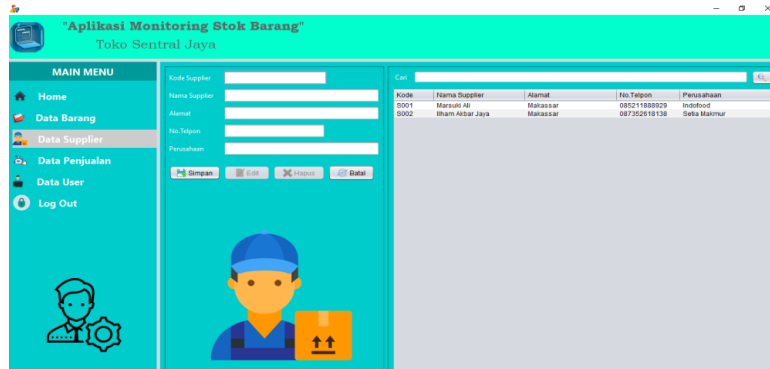 "Aplikasi Monitoring Stok Barang"
Toko Sentral Jaya
MAIN MENU
Home
Data Barang
Data Supplier
Data Penjualan
Data User
Log Out
Kode Supplier
Nama Supplier
Alamat
No.Telpon
Perusahaan
Simpan Edit Hapus Batal
Cari
Kode Nama Supplier Alamat No.Telpon Perusahaan
S001 Marsuki Ali Makassar 085211888929 Indofood
S002 Ilham Akbar Jaya Makassar 087352618138 Setia Makmur